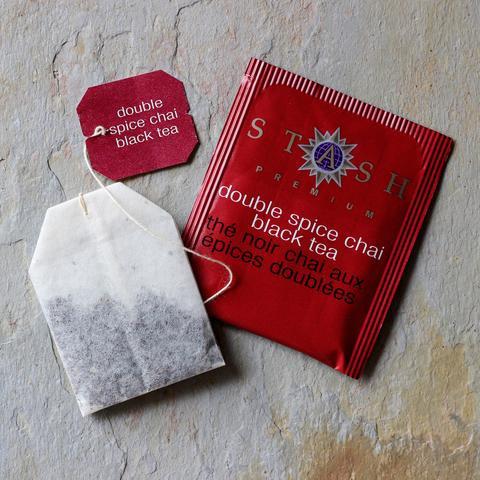 double
spice chai
black tea
STASH
PREMIUM
double spice chai
black tea
thé noir chai aux
épices doublées